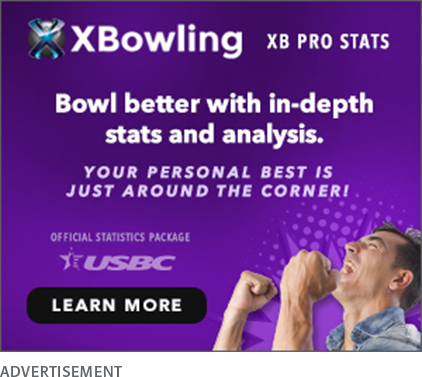 XBowling XB PRO STATS
Bowl better with in-depth
stats and analysis.
YOUR PERSONAL BEST IS
JUST AROUND THE CORNER!
OFFICIAL STATISTICS PACKAGE
USBC
LEARN MORE
ADVERTISEMENT